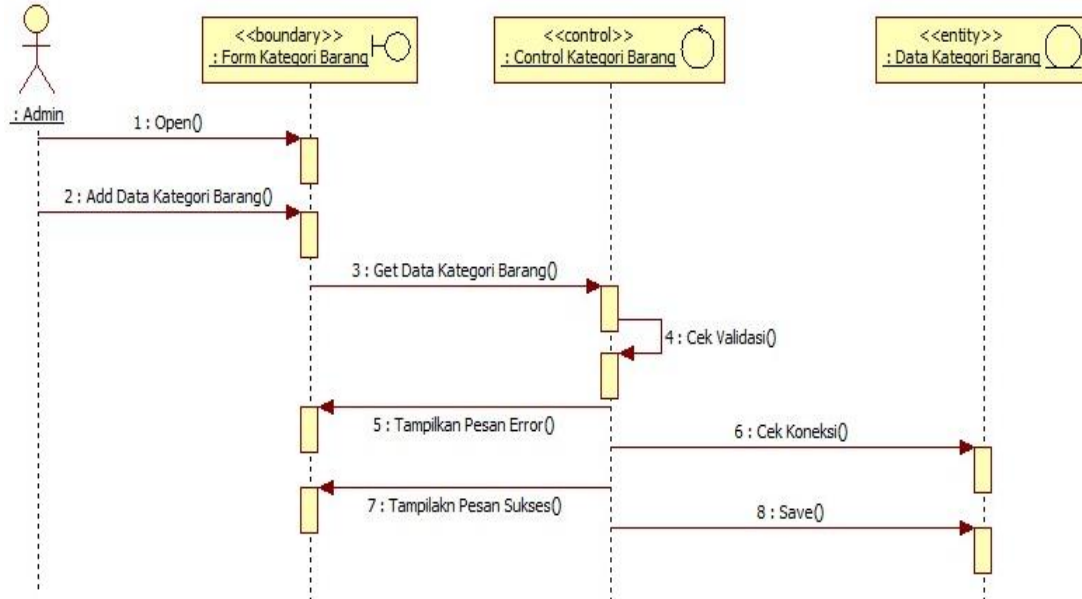 <<boundary>>
: Form Kategori Barang
<<control>>
: Control Kategori Barang
<<entity>>
: Data Kategori Barang
: Admin
1 : Open()
2 : Add Data Kategori Barang()
3 : Get Data Kategori Barang()
4 : Cek Validasi()
5 : Tampilkan Pesan Error()
6 : Cek Koneksi()
7 : Tampilakn Pesan Sukses()
8 : Save()